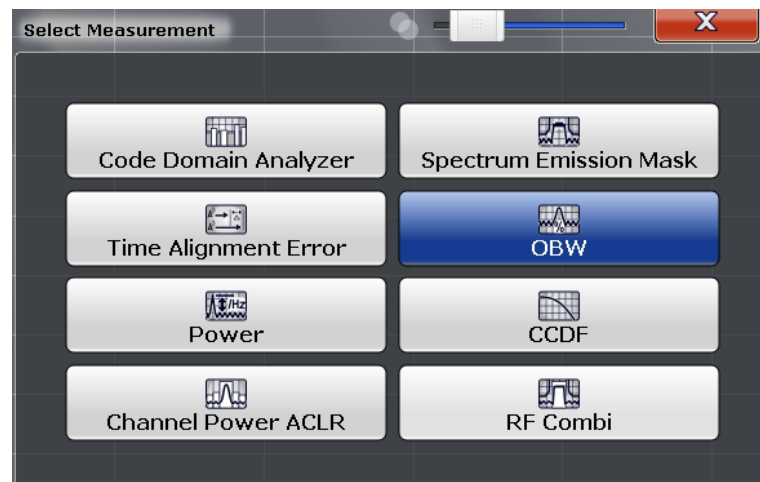 Select Measurement
X
Code Domain Analyzer
Spectrum Emission Mask
Time Alignment Error
OBW
/Hz
Power
CCDF
Channel Power ACLR
RF Combi